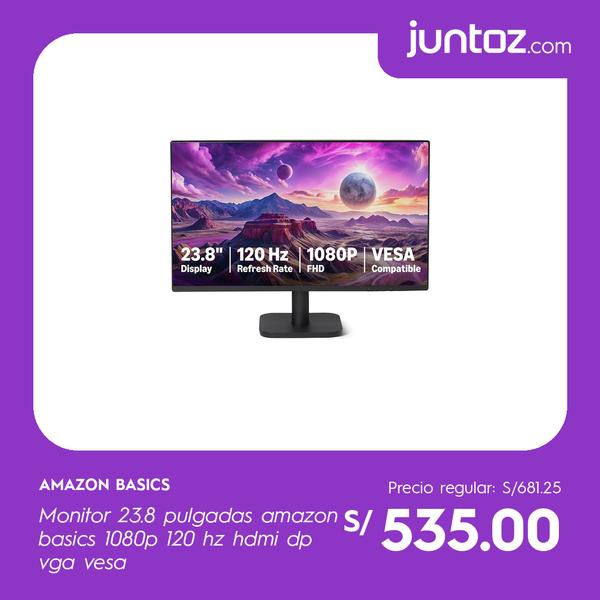 juntoz.com
23.8" | 120 Hz | 1080P | VESA
Display Refresh Rate FHD Compatible
AMAZON BASICS
Monitor 23.8 pulgadas amazon
basics 1080p 120 hz hdmi dp
vga vesa
Precio regular: S/681.25
S/ 535.00